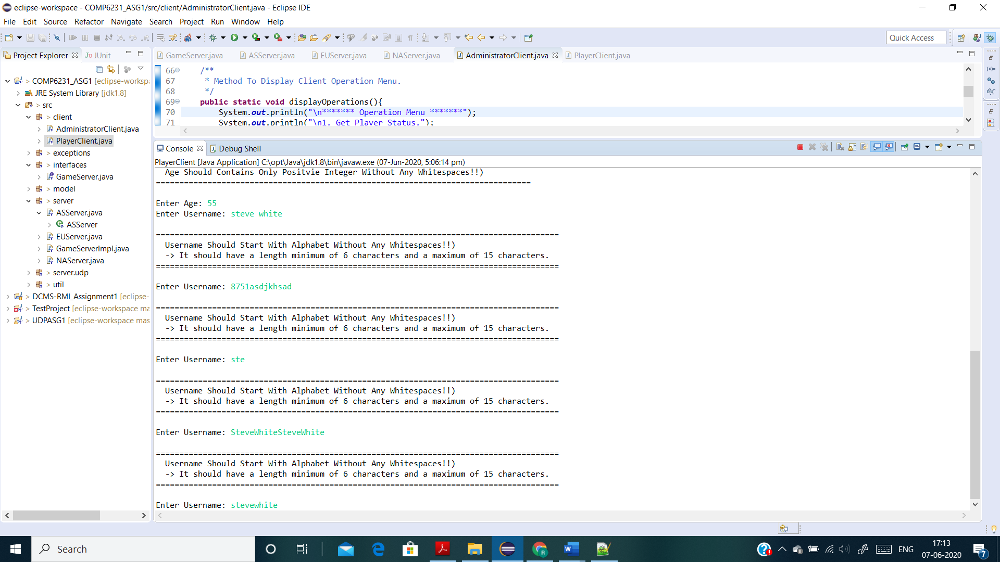 eclipse-workspace - COMP6231_ASG1/src/client/AdministratorClient.java - Eclipse IDE
File Edit Source Refactor Navigate Search Project Run Window Help
Quick Access
Project Explorer
JUnit
GameServer.java
ASServer.java
EUServer.java
NAServer.java
AdministratorClient.java
PlayerClient.java
COMP6231_ASG1 [eclipse-worksp
JRE System Library [jdk1.8]
> src
> client
AdministratorClient.java
PlayerClient.java
> exceptions
> interfaces
GameServer.java
> model
> server
ASServer.java
ASServer
EUServer.java
GameServerImpl.java
NAServer.java
> server.udp
> util
> DCMS-RMI_Assignment1 [eclipse-
> TestProject [eclipse-workspace ma
> UDPASG1 [eclipse-workspace mas
66 /**
67 * Method To Display Client Operation Menu.
68 */
69 public static void displayOperations(){
70 System.out.println("\n******* Operation Menu *******");
71 System.out.println("\n1. Get Player Status.");
Console
Debug Shell
PlayerClient [Java Application] C:\opt\Java\jdk1.8\bin\javaw.exe (07-Jun-2020, 5:06:14 pm)
Age Should Contains Only Positvie Integer Without Any Whitespaces!!)
================================================================================
Enter Age: 55
Enter Username: steve white
======================================================================================
Username Should Start With Alphabet Without Any Whitespaces!!)
-> It should have a length minimum of 6 characters and a maximum of 15 characters.
======================================================================================
Enter Username: 8751asdjkhsad
======================================================================================
Username Should Start With Alphabet Without Any Whitespaces!!)
-> It should have a length minimum of 6 characters and a maximum of 15 characters.
======================================================================================
Enter Username: ste
======================================================================================
Username Should Start With Alphabet Without Any Whitespaces!!)
-> It should have a length minimum of 6 characters and a maximum of 15 characters.
======================================================================================
Enter Username: SteveWhiteSteveWhite
======================================================================================
Username Should Start With Alphabet Without Any Whitespaces!!)
-> It should have a length minimum of 6 characters and a maximum of 15 characters.
======================================================================================
Enter Username: stevewhite
Search
ENG
17:13
07-06-2020
7